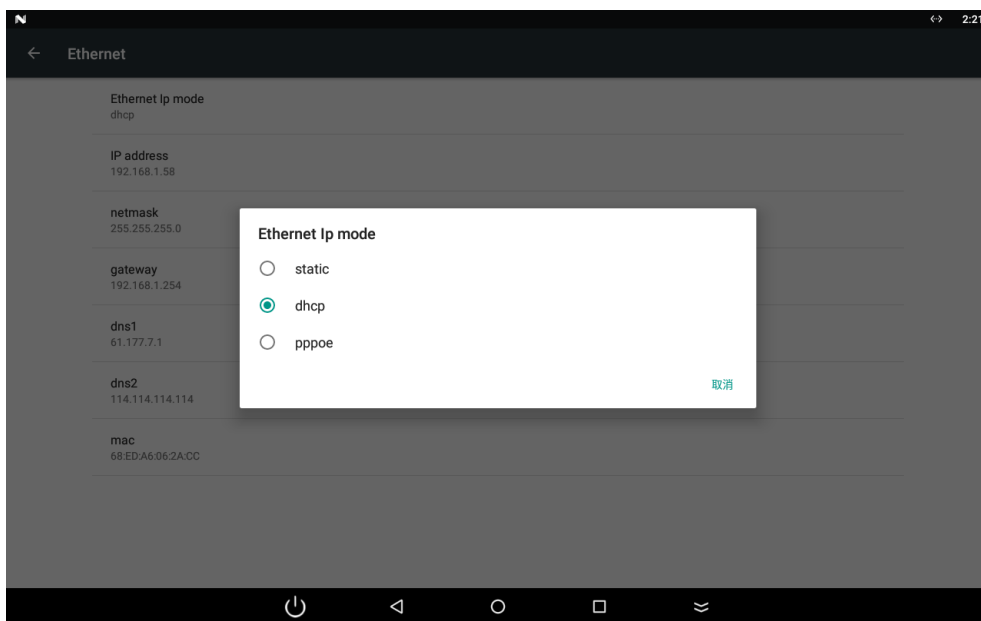 2:21
Ethernet
Ethernet Ip mode
dhcp
IP address
192.168.1.58
netmask
255.255.255.0
gateway
192.168.1.254
dns1
61.177.7.1
dns2
114.114.114.114
mac
68:ED:A6:06:2A:CC
Ethernet Ip mode
static
dhcp
pppoe
取消